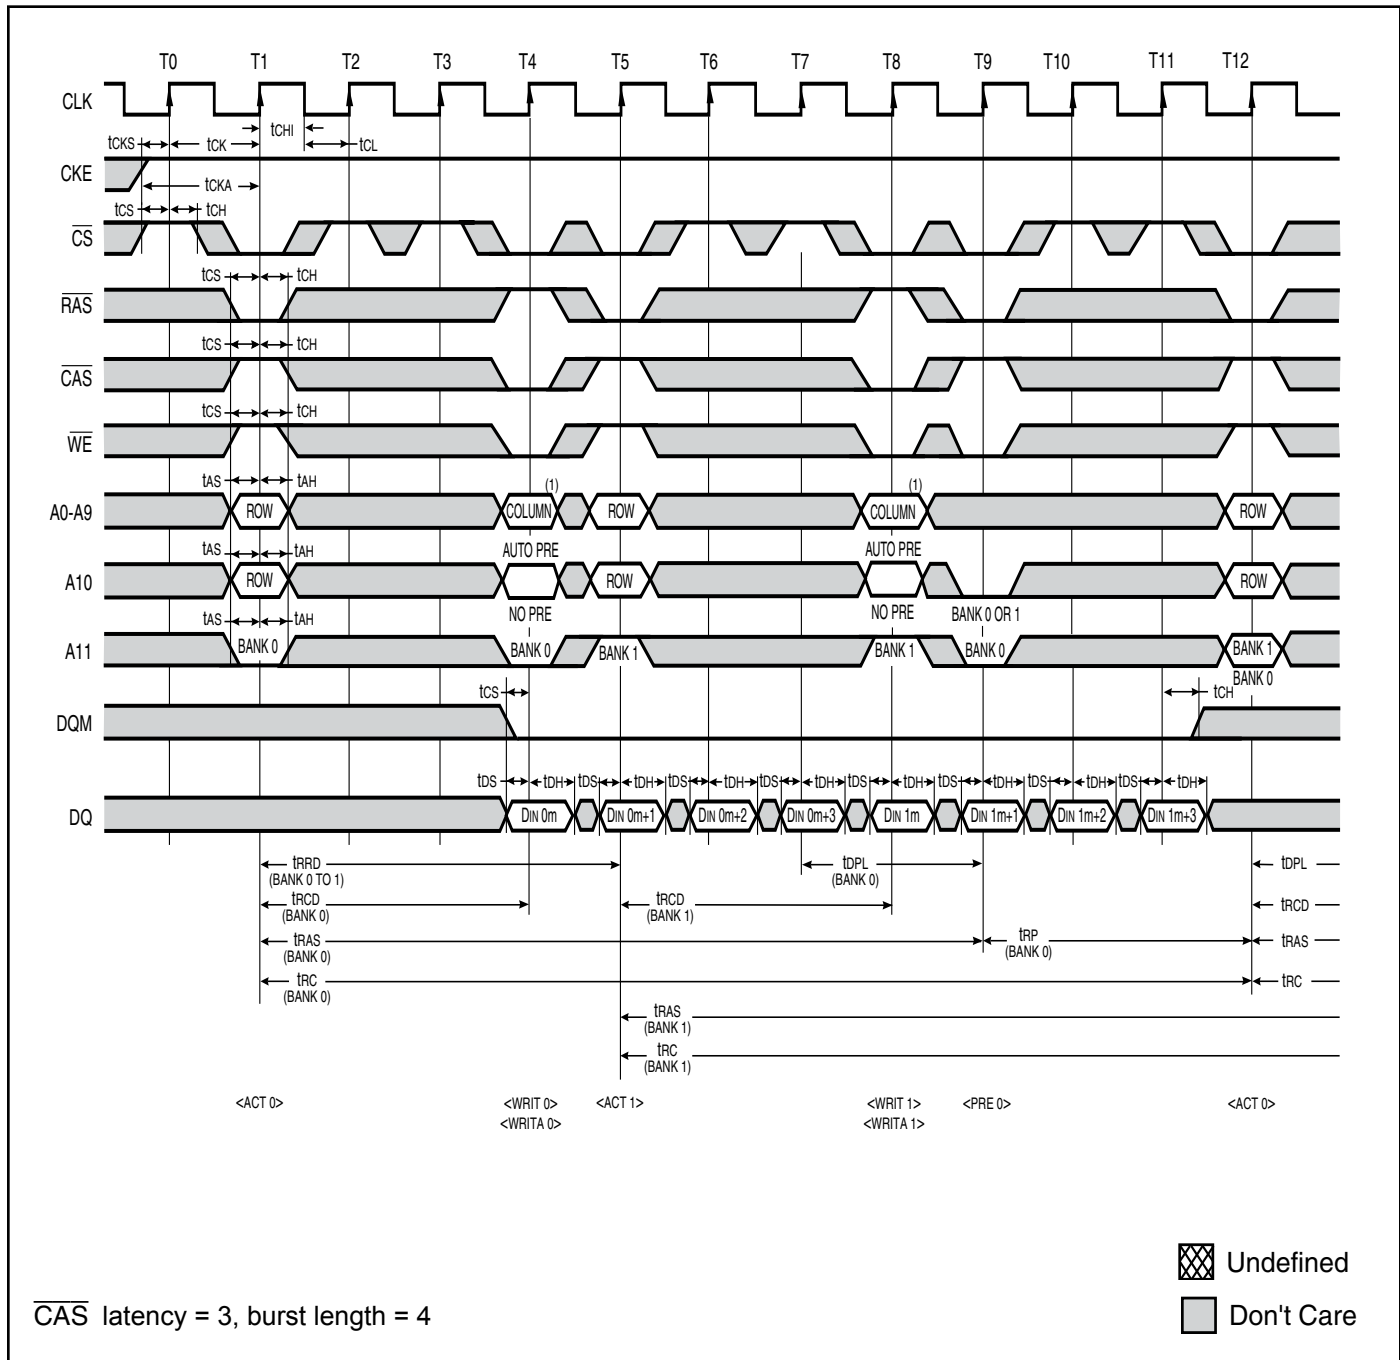 T0 T1 T2 T3 T4 T5 T6 T7 T8 T9 T10 T11 T12
CLK
tCHI
tCKS tCK tCL
CKE
tCKA
tCS tCH
CS
tCS tCH
RAS
tCS tCH
CAS
tCS tCH
WE
tAS tAH (1) (1)
A0-A9 ROW COLUMN ROW COLUMN ROW
tAS tAH AUTO PRE AUTO PRE
A10 ROW ROW ROW
NO PRE NO PRE BANK 0 OR 1
tAS tAH
A11 BANK 0 BANK 0 BANK 1 BANK 1 BANK 0 BANK 1
BANK 0
tCS tCH
DQM
tDS tDH tDS tDH tDS tDH tDS tDH tDS tDH tDS tDH tDS tDH tDS tDH
DQ DIN 0m DIN 0m+1 DIN 0m+2 DIN 0m+3 DIN 1m DIN 1m+1 DIN 1m+2 DIN 1m+3
tRRD tDPL tDPL
(BANK 0 TO 1) (BANK 0)
tRCD tRCD tRCD
(BANK 0) (BANK 1)
tRAS tRP tRAS
(BANK 0) (BANK 0)
tRC tRC
(BANK 0)
tRAS
(BANK 1)
tRC
(BANK 1)
<ACT 0> <WRIT 0> <ACT 1> <WRIT 1> <PRE 0> <ACT 0>
<WRITA 0> <WRITA 1>
Undefined
CAS latency = 3, burst length = 4 Don't Care